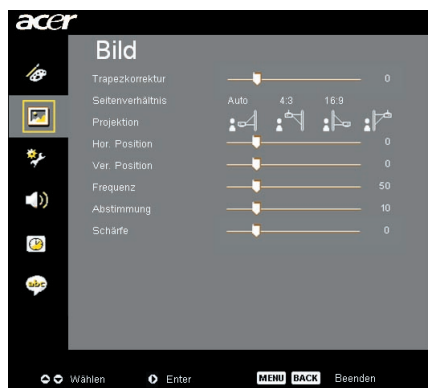 acer
Bild
Trapezkorrektur 0
Seitenverhältnis Auto 4:3 16:9
Projektion
Hor. Position 0
Ver. Position 0
Frequenz 50
Abstimmung 10
Schärfe 0
abc
Wählen Enter MENU BACK Beenden